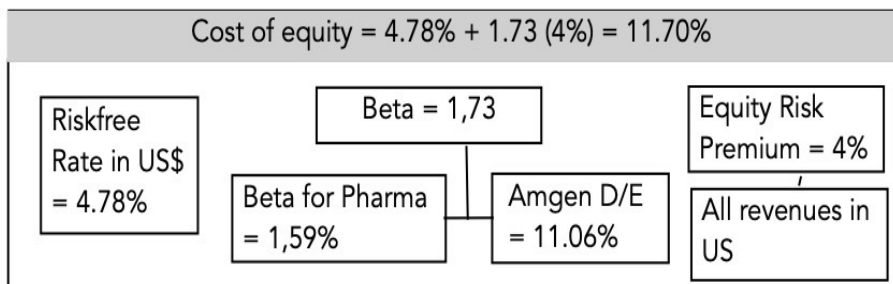 Cost of equity = 4.78% + 1.73 (4%) = 11.70%
Riskfree
Rate in US$
= 4.78%
Beta = 1,73
Beta for Pharma
= 1,59%
Amgen D/E
= 11.06%
Equity Risk
Premium = 4%
All revenues in
US